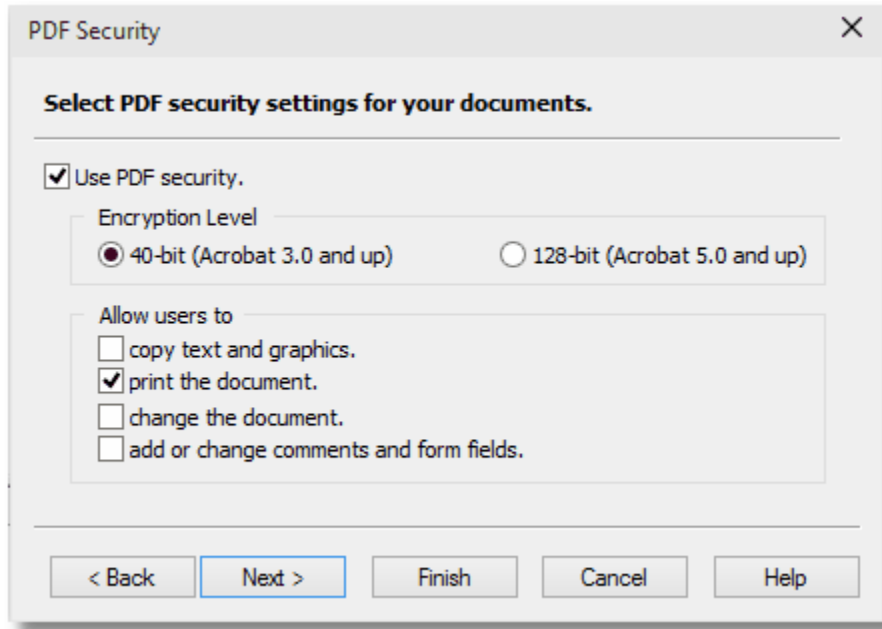 PDF Security
Select PDF security settings for your documents.
Use PDF security.
Encryption Level
40-bit (Acrobat 3.0 and up) 128-bit (Acrobat 5.0 and up)
Allow users to
copy text and graphics.
print the document.
change the document.
add or change comments and form fields.
< Back Next > Finish Cancel Help